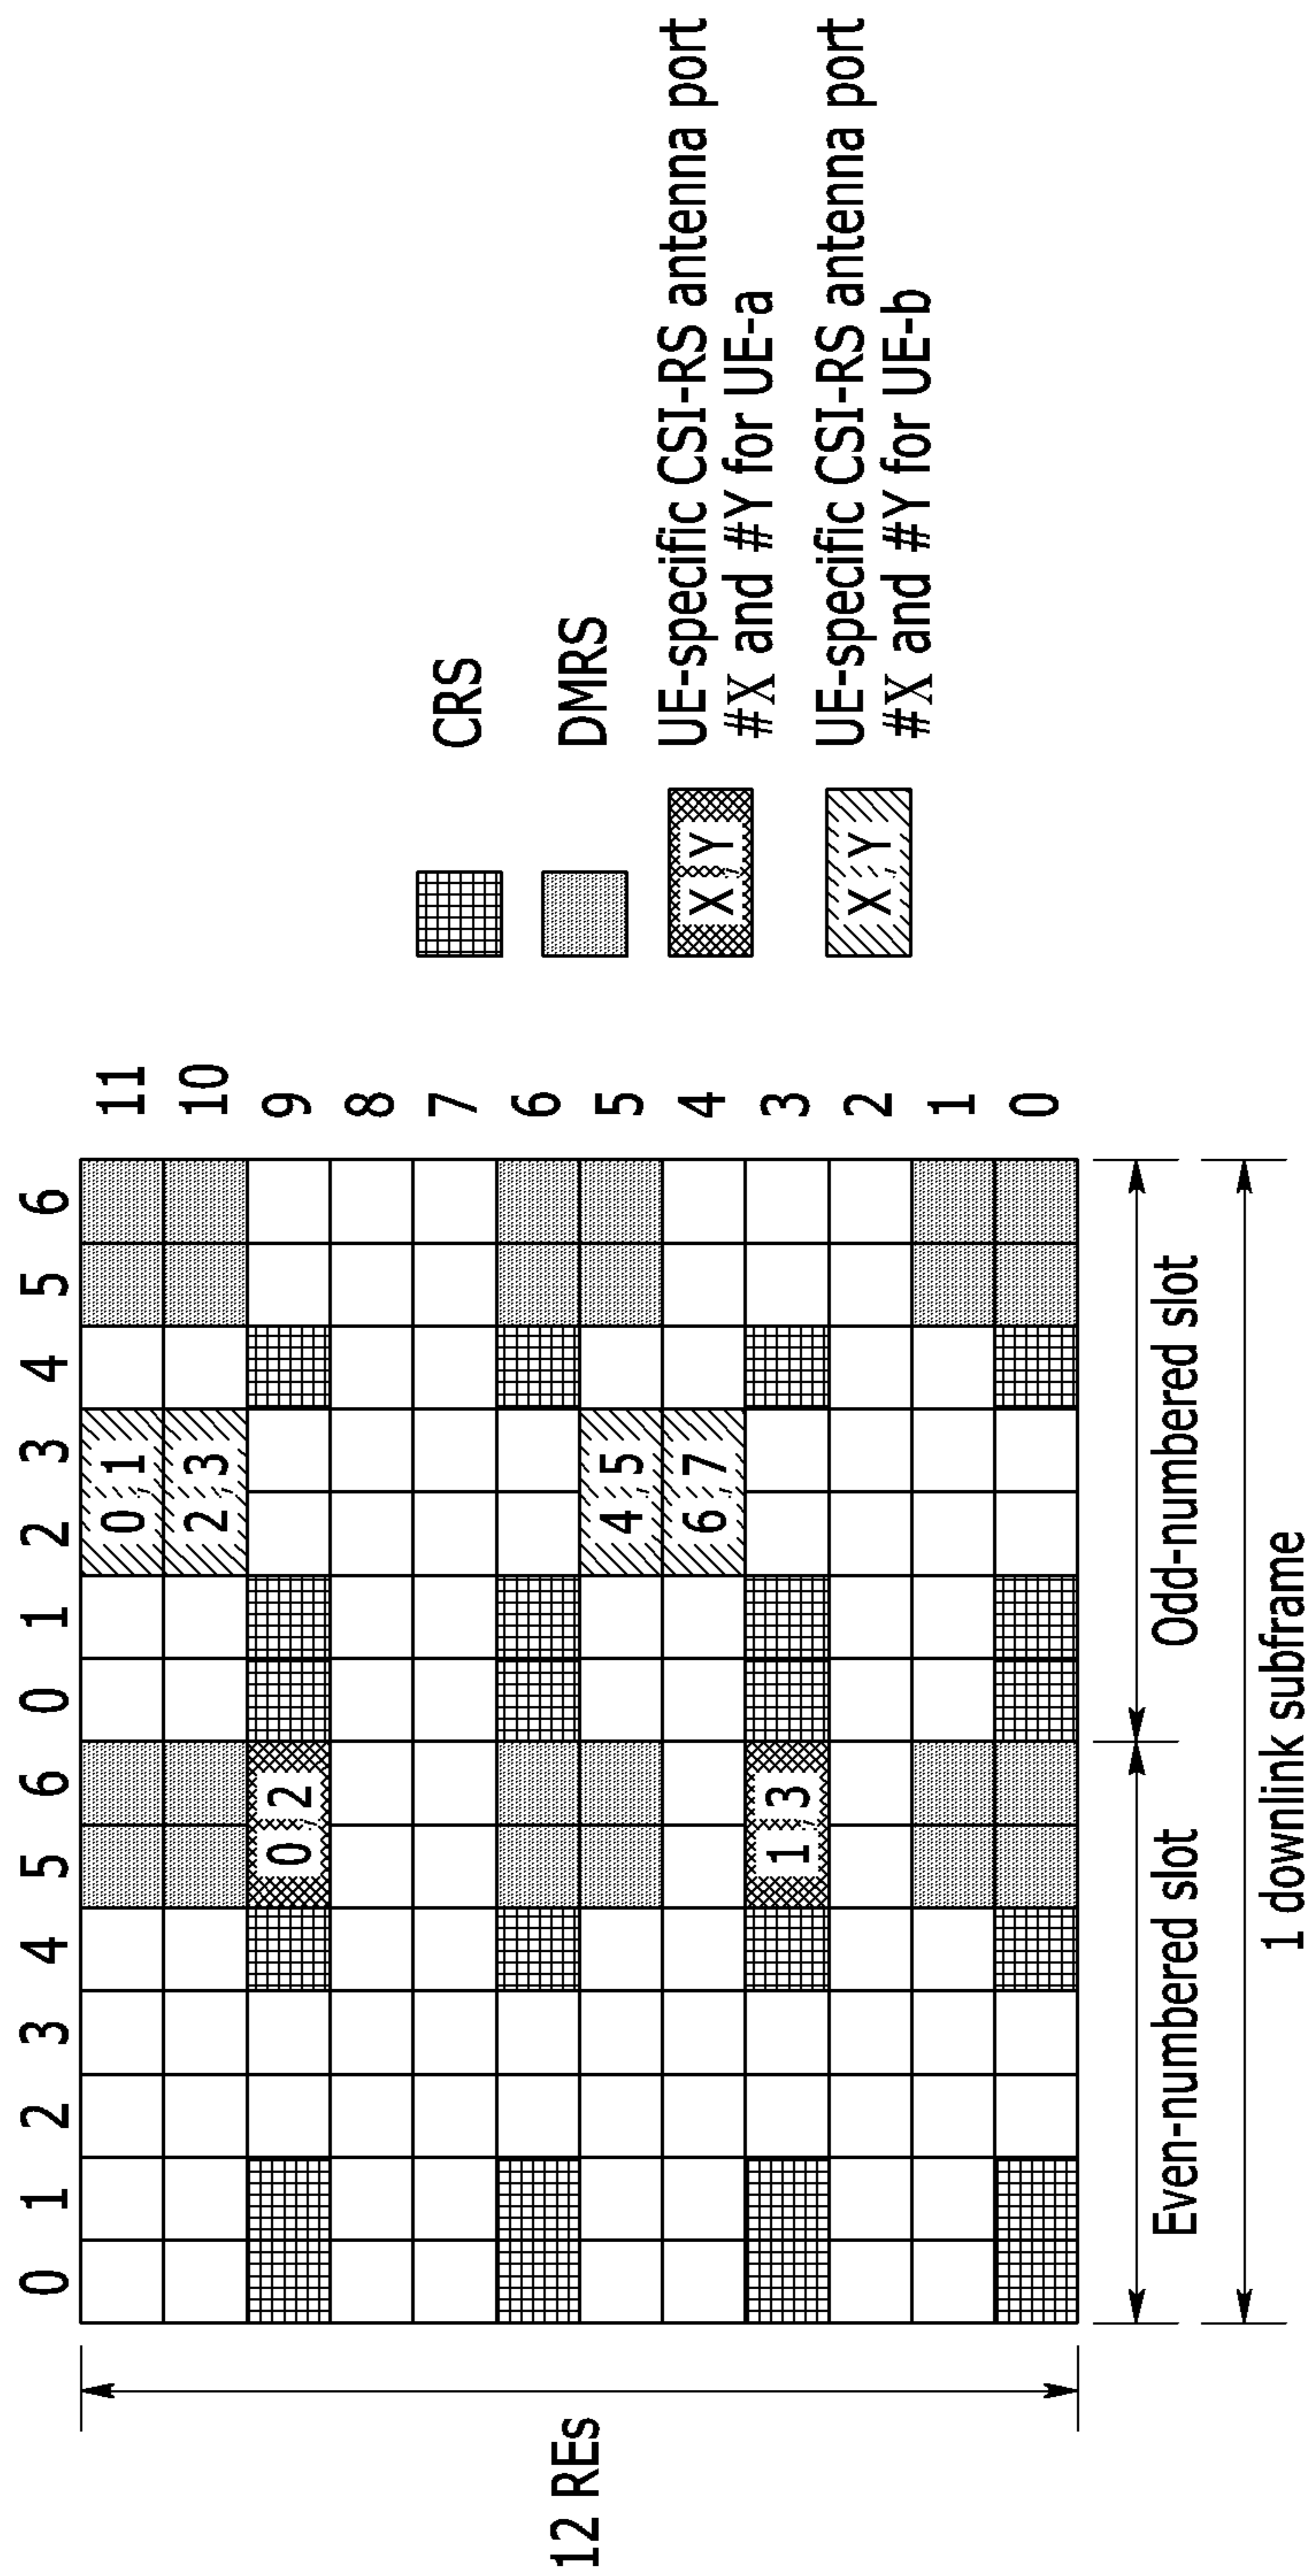 0 1 2 3 4 5 6 0 1 2 3 4 5 6
12 REs
0,1
2,3
0,2
4,5
6,7
1,3
11
10
9
8
7
6
5
4
3
2
1
0
Even-numbered slot
Odd-numbered slot
1 downlink subframe
CRS
DMRS
X,Y
UE-specific CSI-RS antenna port
#X and #Y for UE-a
X,Y
UE-specific CSI-RS antenna port
#X and #Y for UE-b